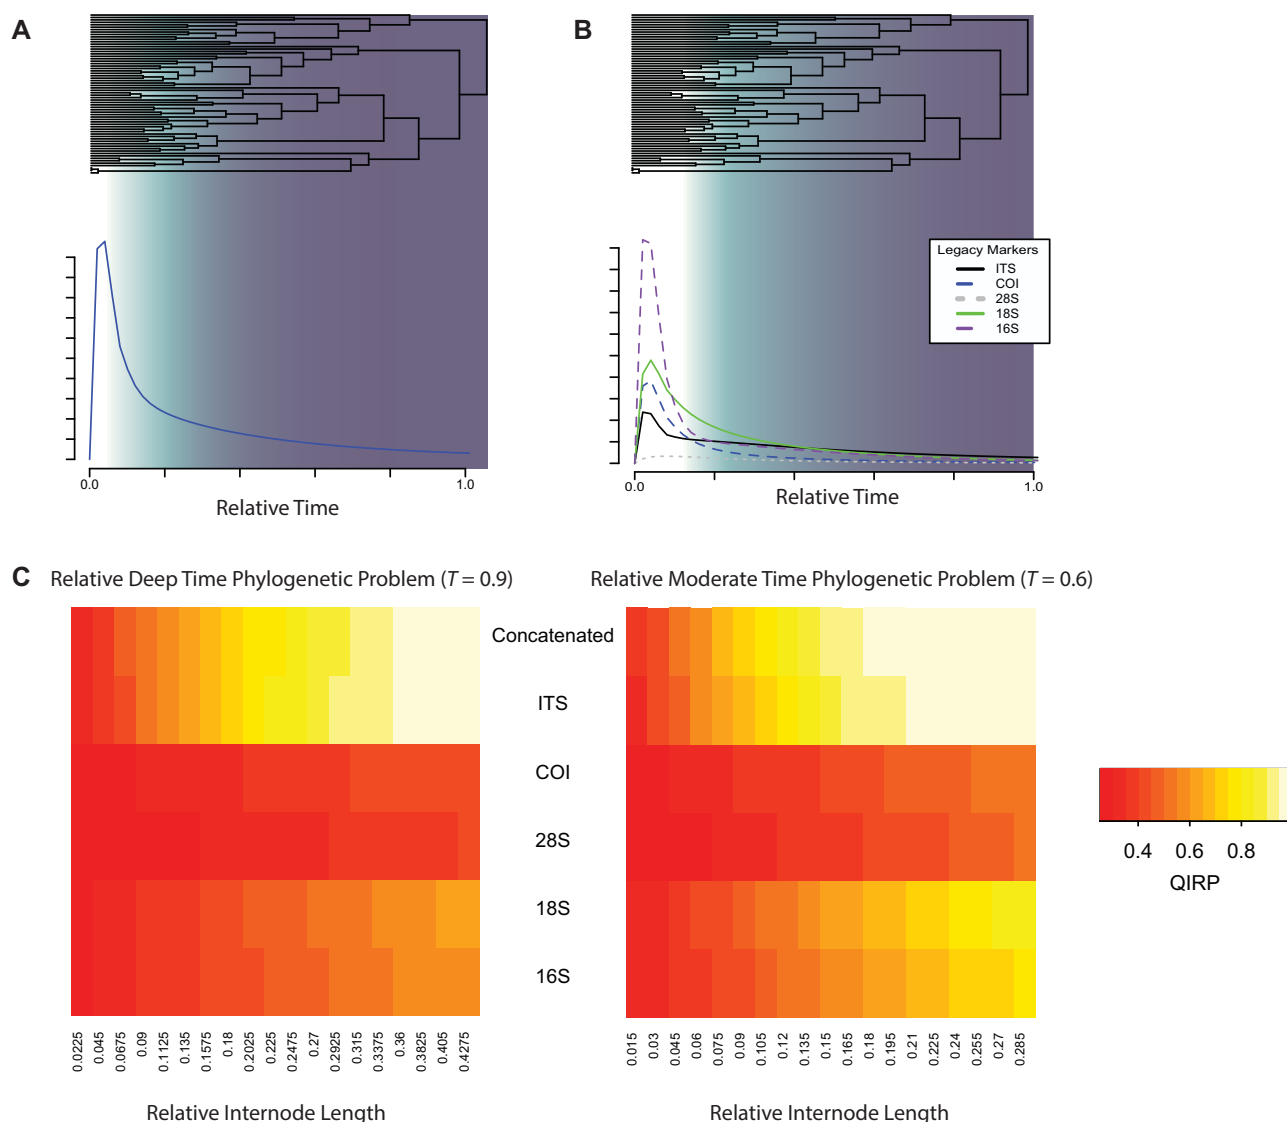 A
B
Legacy Markers
ITS
COI
28S
18S
16S
0.0
1.0
Relative Time
0.0
1.0
Relative Time
C
Relative Deep Time Phylogenetic Problem (T = 0.9)
Relative Moderate Time Phylogenetic Problem (T = 0.6)
Concatenated
ITS
COI
28S
18S
16S
0.4 0.6 0.8
QIRP
0.0225 0.045 0.0675 0.09 0.1125 0.135 0.1575 0.18 0.2025 0.225 0.2475 0.27 0.2925 0.315 0.3375 0.36 0.3825 0.405 0.4275
0.015 0.03 0.045 0.06 0.075 0.09 0.105 0.12 0.135 0.15 0.165 0.18 0.195 0.21 0.225 0.24 0.255 0.27 0.285
Relative Internode Length
Relative Internode Length